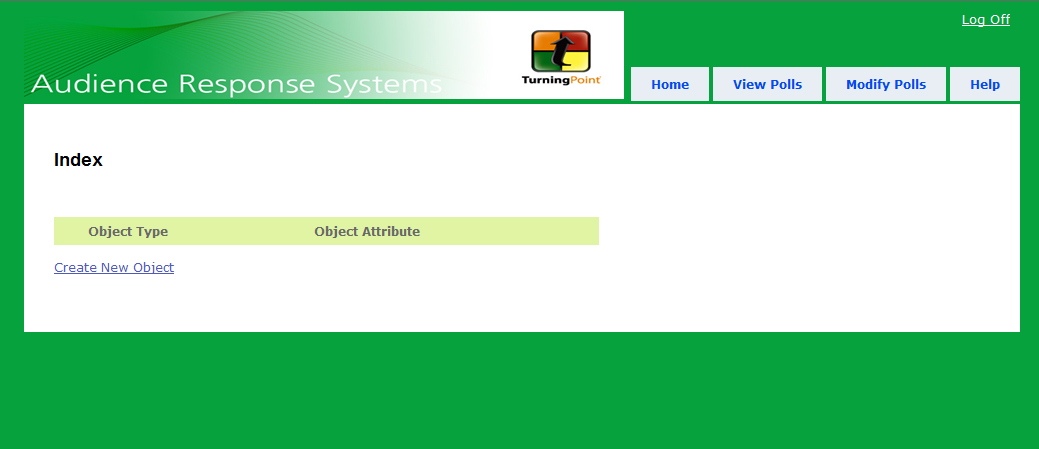 Log Off
Audience Response Systems
TurningPoint
Home View Polls Modify Polls Help
Index
Object Type Object Attribute
Create New Object